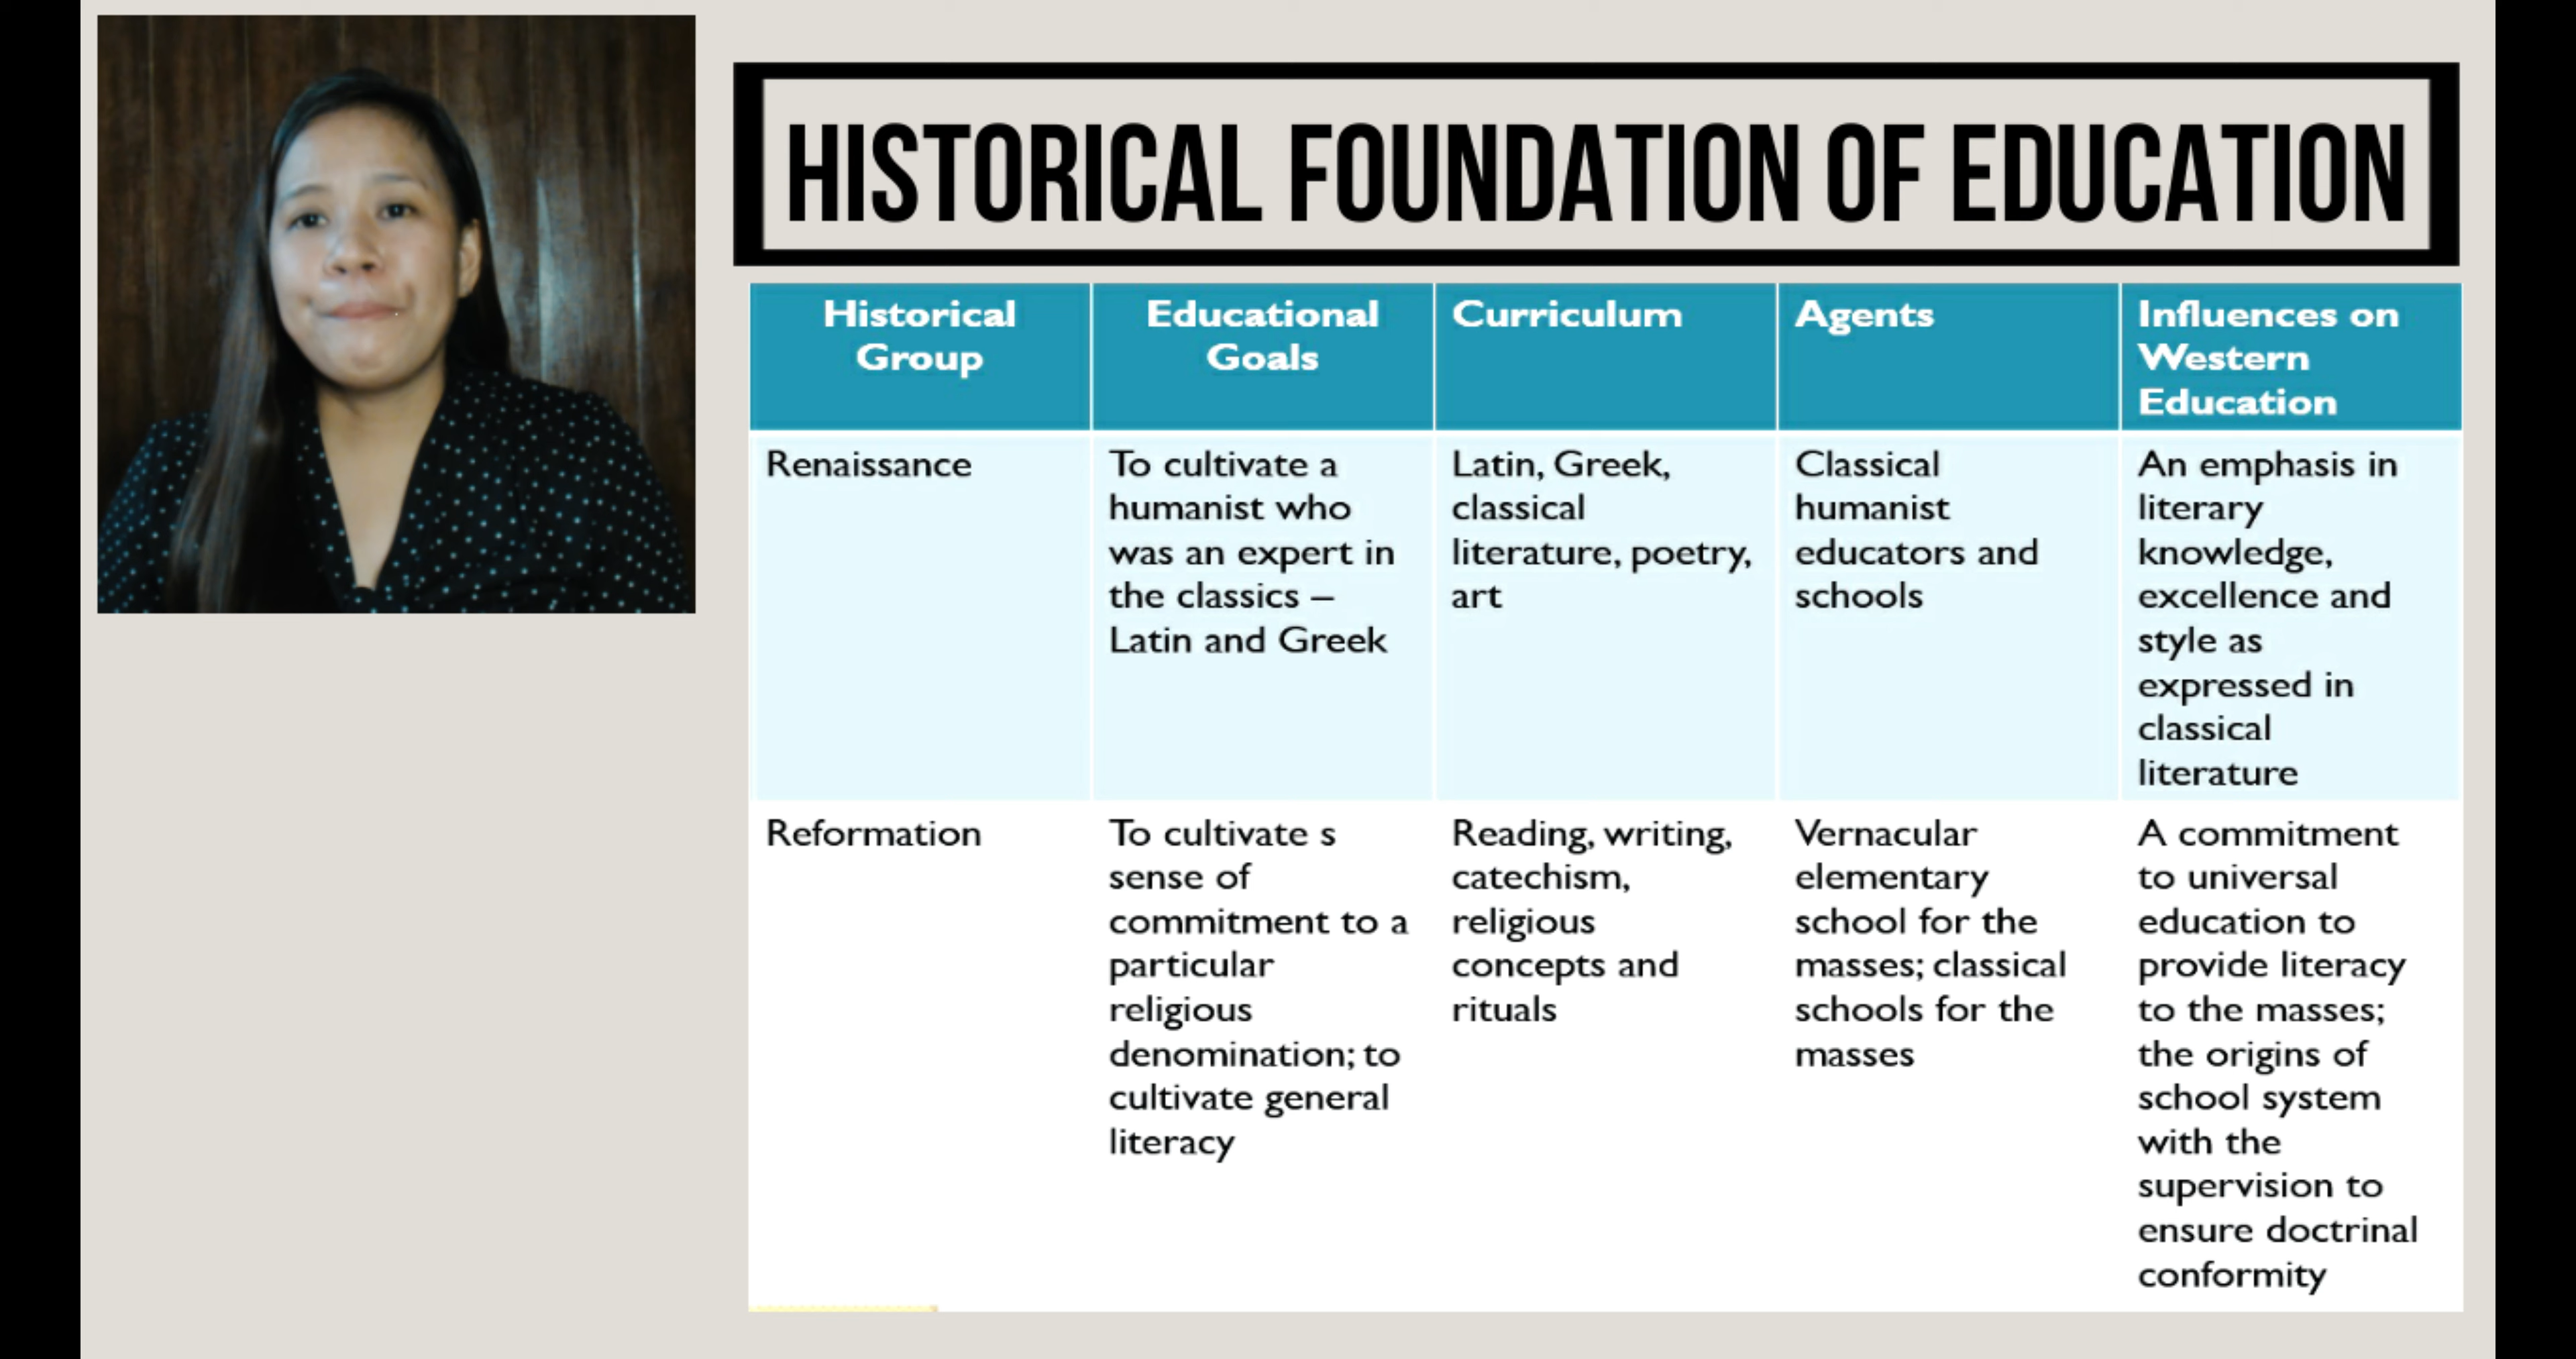 HISTORICAL FOUNDATION OF EDUCATION
Historical
Group
Educational
Goals
Curriculum
Agents
Influences on
Western
Education
Renaissance
To cultivate a
humanist who
was an expert in
the classics –
Latin and Greek
Latin, Greek,
classical
literature, poetry,
art
Classical
humanist
educators and
schools
An emphasis in
literary
knowledge,
excellence and
style as
expressed in
classical
literature
Reformation
To cultivate s
sense of
commitment to a
particular
religious
denomination; to
cultivate general
literacy
Reading, writing,
catechism,
religious
concepts and
rituals
Vernacular
elementary
school for the
masses; classical
schools for the
masses
A commitment
to universal
education to
provide literacy
to the masses;
the origins of
school system
with the
supervision to
ensure doctrinal
conformity